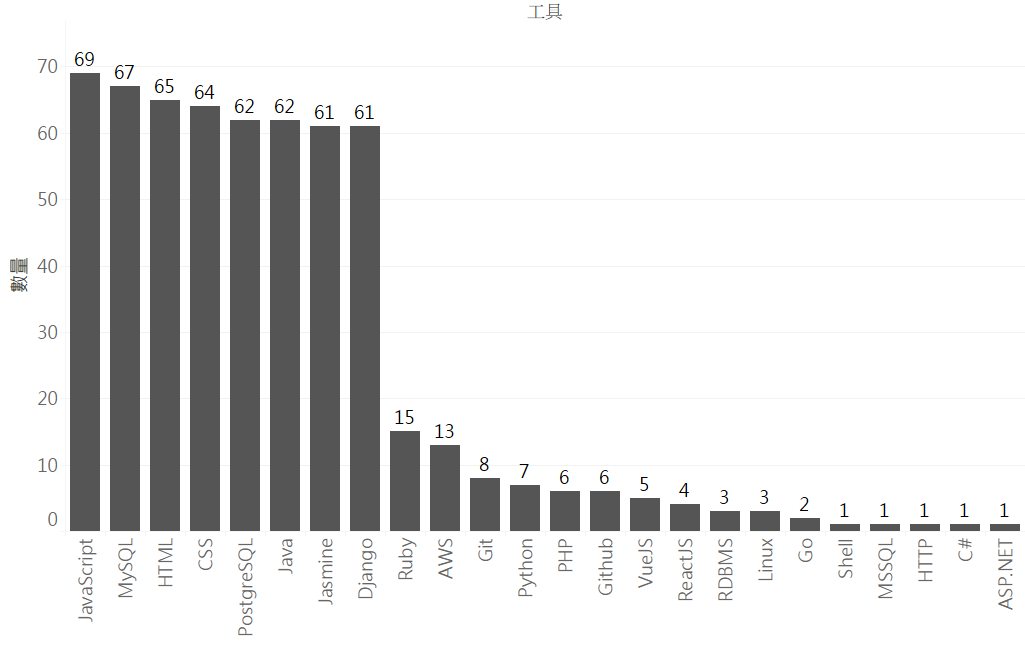 工具
數量
70
60
50
40
30
20
10
0
69
67
65
64
62
62
61
61
15
13
8
7
6
6
5
4
3
3
2
1
1
1
1
1
JavaScript
MySQL
HTML
CSS
PostgreSQL
Java
Jasmine
Django
Ruby
AWS
Git
Python
PHP
Github
VueJS
ReactJS
RDBMS
Linux
Go
Shell
MSSQL
HTTP
C#
ASP.NET